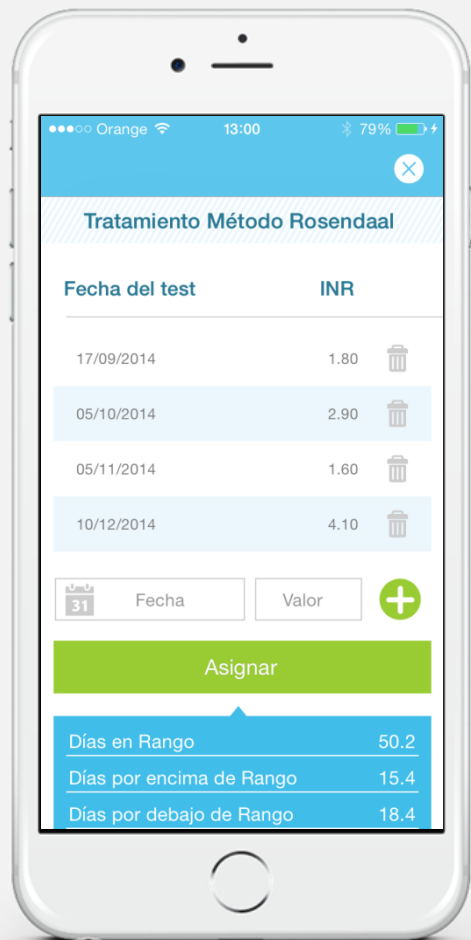 Orange 13:00 79%
Tratamiento Método Rosendaal
Fecha del test INR
17/09/2014 1.80
05/10/2014 2.90
05/11/2014 1.60
10/12/2014 4.10
31 Fecha Valor
Asignar
Días en Rango 50.2
Días por encima de Rango 15.4
Días por debajo de Rango 18.4